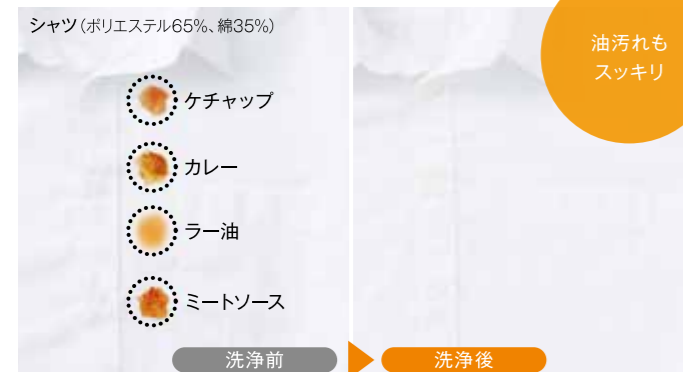 シャツ(ポリエステル65%、綿35%)
油汚れも
スッキリ
ケチャップ
カレー
ラー油
ミートソース
洗浄前
洗浄後